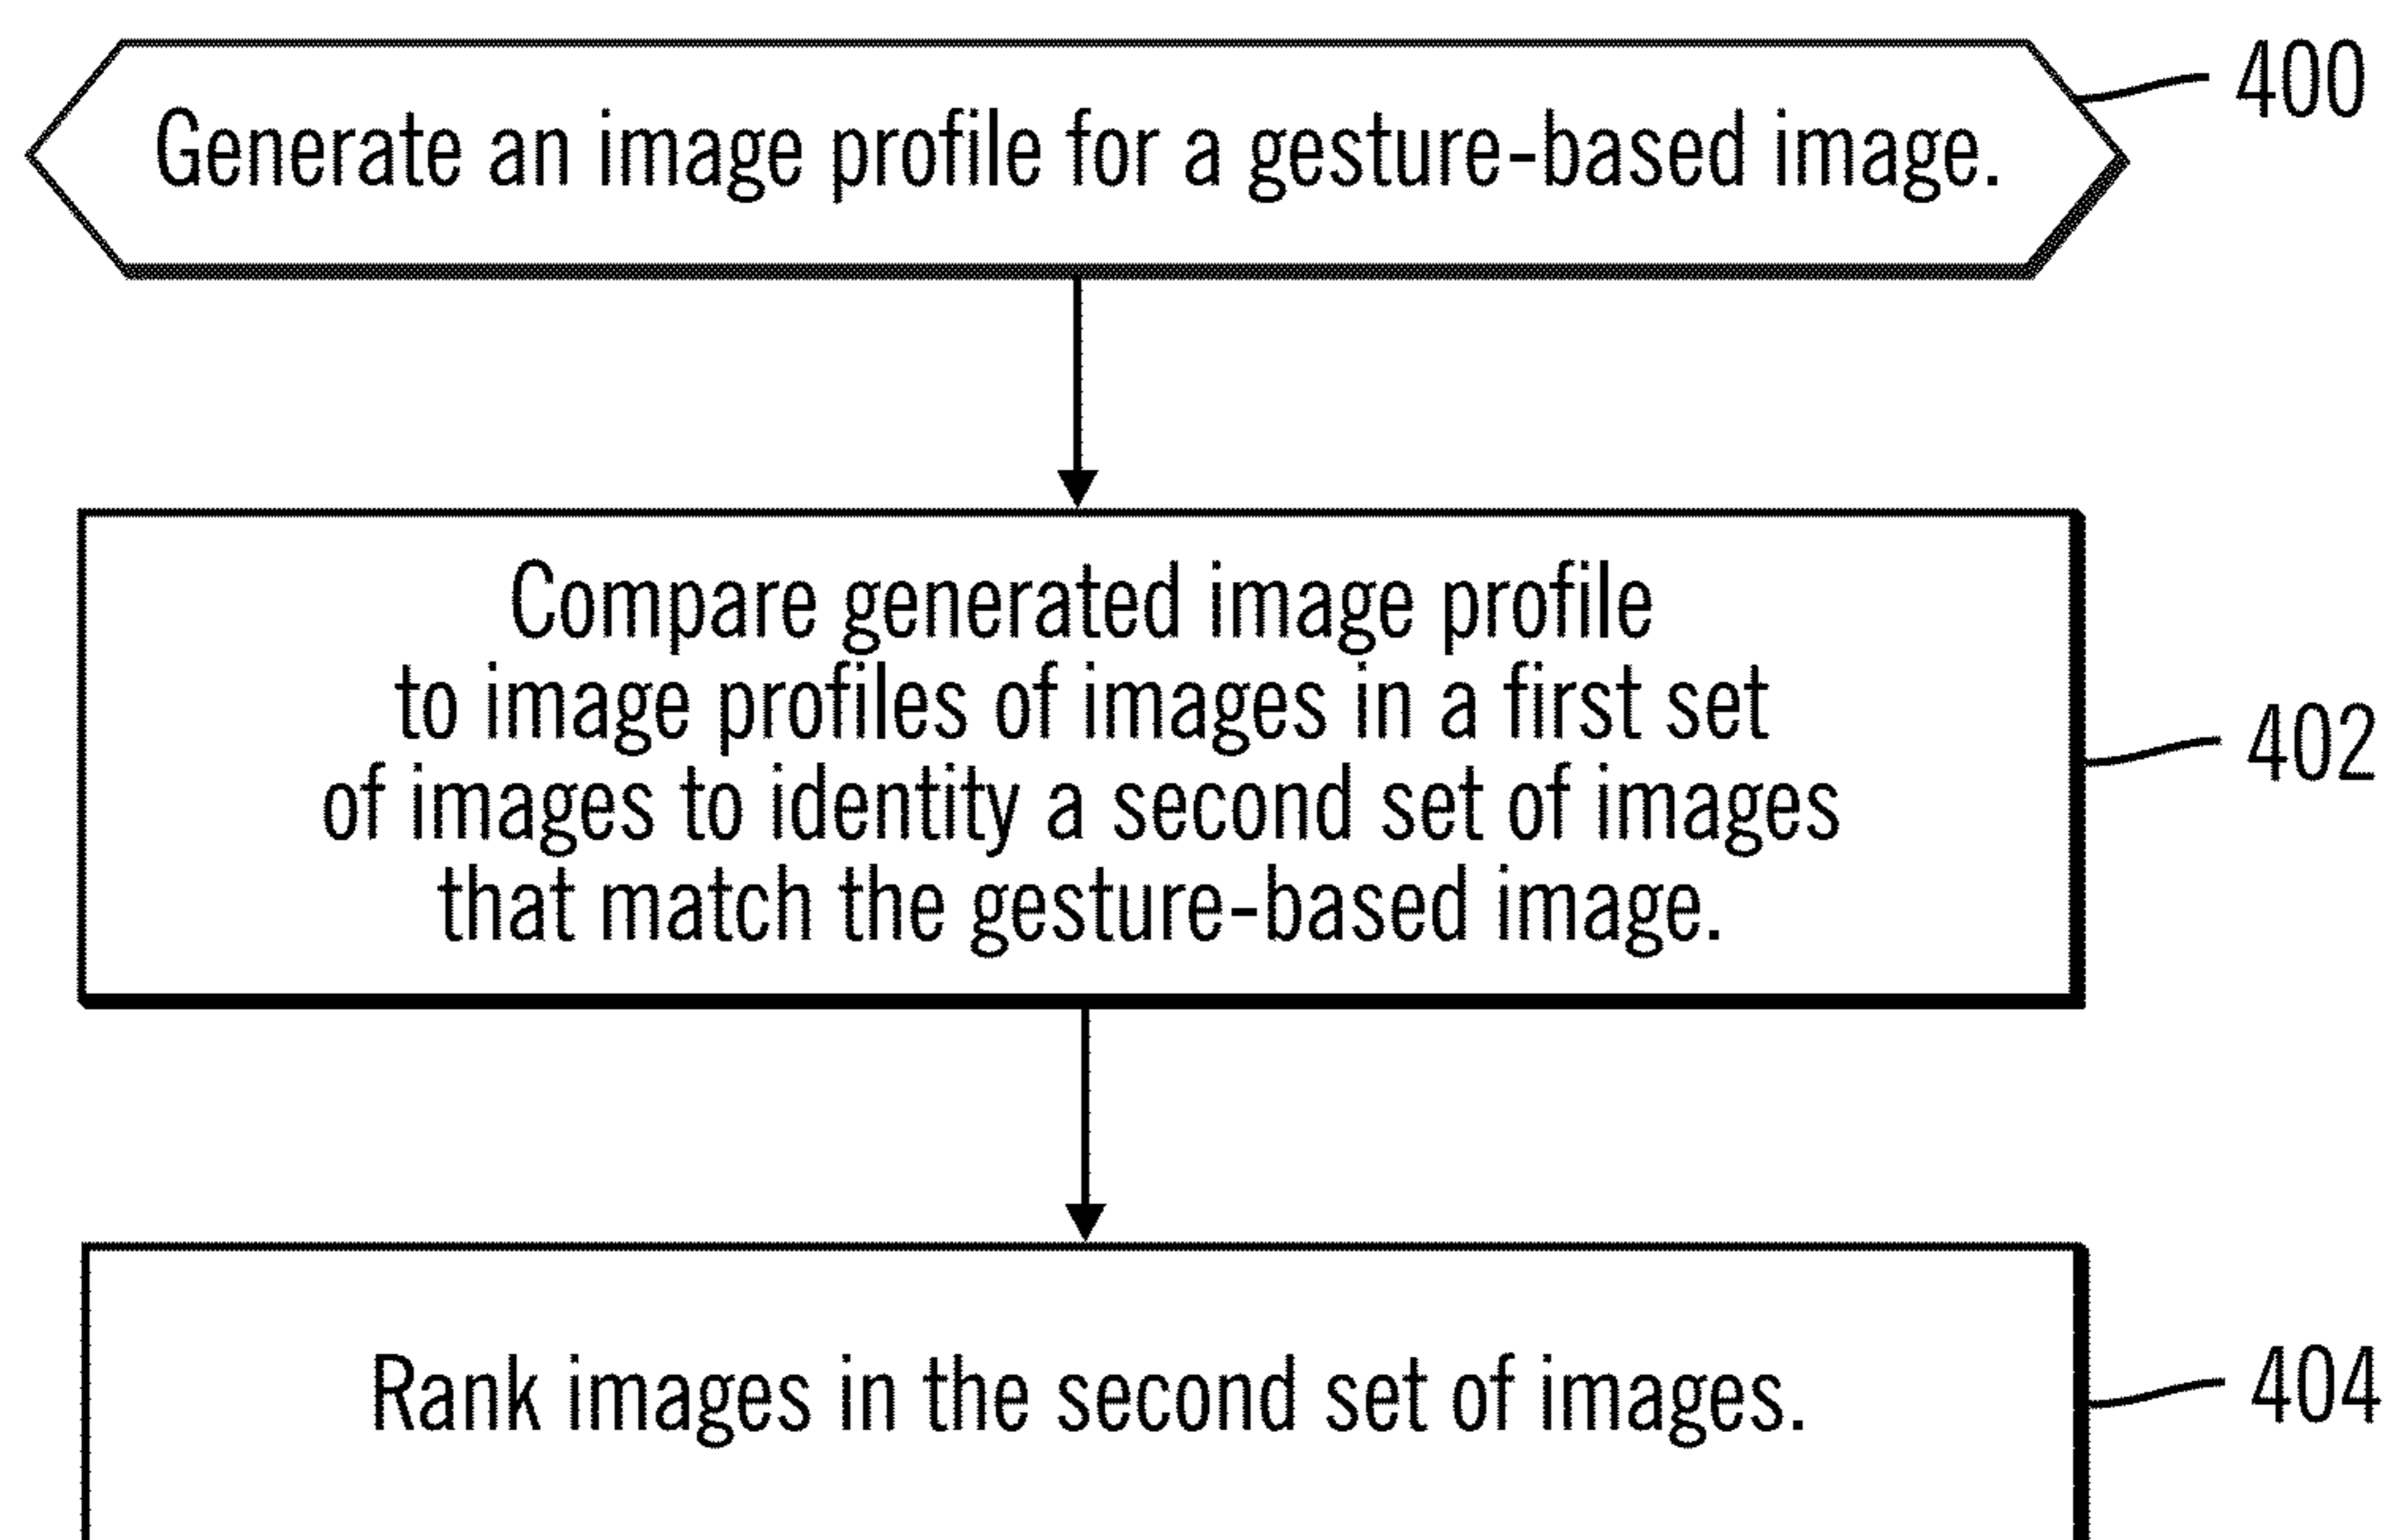 Generate an image profile for a gesture-based image.
400
Compare generated image profile
to image profiles of images in a first set
of images to identity a second set of images
that match the gesture-based image.
402
Rank images in the second set of images.
404